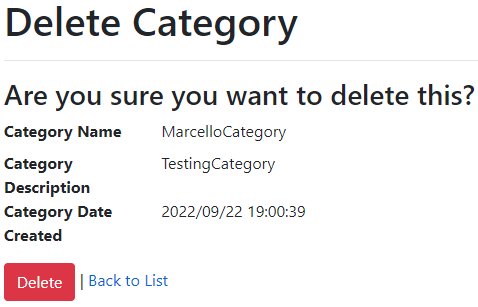 Delete Category
Are you sure you want to delete this?
Category Name MarcelloCategory
Category TestingCategory
Description
Category Date 2022/09/22 19:00:39
Created
Delete | Back to List